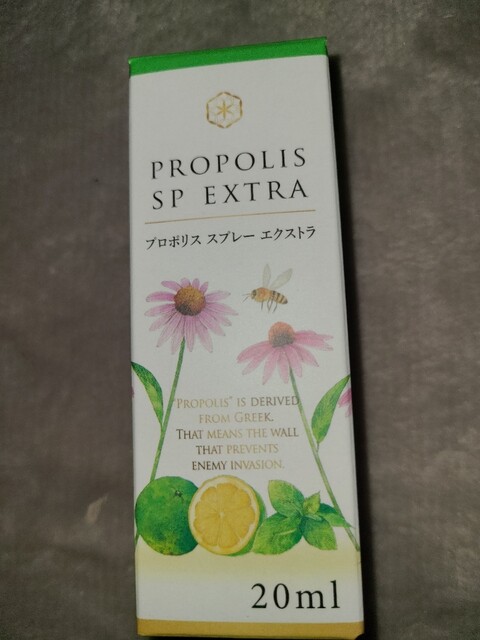 PROPOLIS
SP EXTRA
プロポリス スプレー エクストラ
"PROPOLIS" IS DERIVED
FROM GREEK.
THAT MEANS THE WALL
THAT PREVENTS
ENEMY INVASION.
20ml